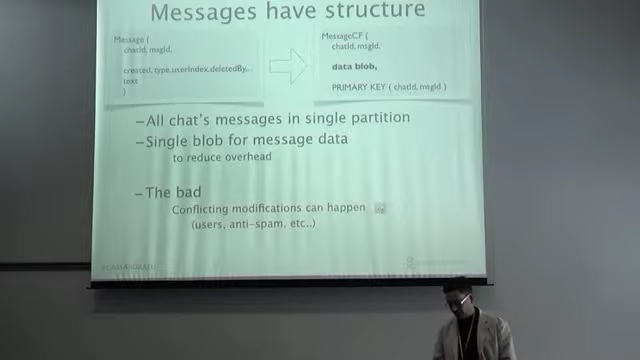 Messages have structure
Message {
chatId, msgId,
created, type,userIndex,deletedBy,..
text
}
MessageCF {
chatId, msgId,
data blob,
PRIMARY KEY ( chatId, msgId )
–All chat's messages in single partition
–Single blob for message data
to reduce overhead
–The bad
Conflicting modifications can happen
(users, anti-spam, etc..)